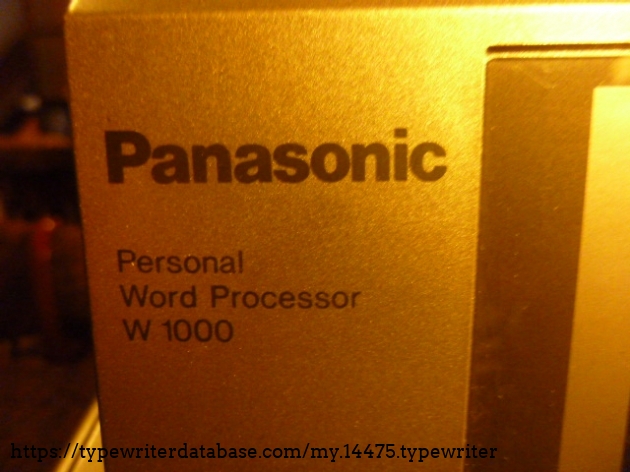 Panasonic
Personal
Word Processor
W 1000
https://typewriterdatabase.com/my.14475.typewriter